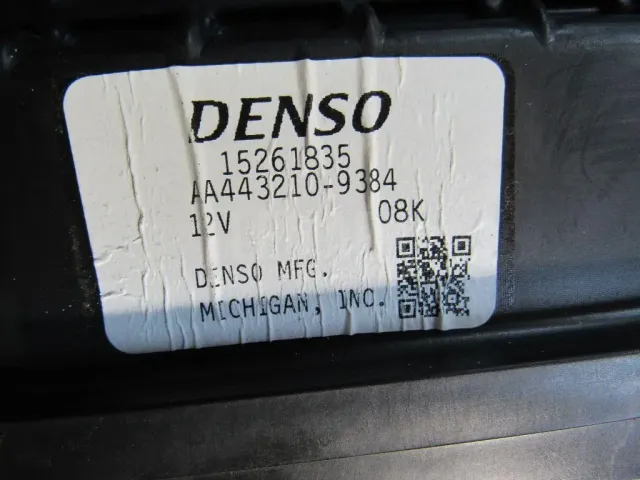 DENSO
15261835
AA443210-9384
12V 08K
DENSO MFG.
MICHIGAN, INC.